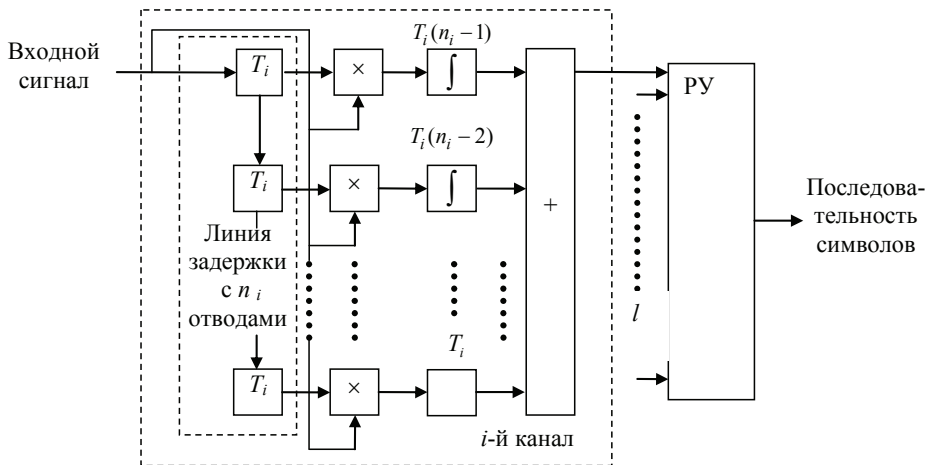 Входной
сигнал
T_i
×
T_i(n_i −1)
∫
РУ
T_i
×
T_i(n_i − 2)
∫
+
Последова-
тельность
символов
Линия
задержки
с n_i
отводами
l
T_i
T_i
×
i-й канал